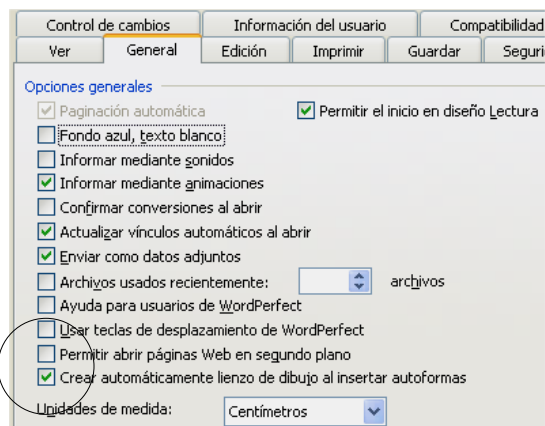 Control de cambios Información del usuario Compatibilidad
Ver General Edición Imprimir Guardar Seguri
Opciones generales
Paginación automática Permitir el inicio en diseño Lectura
Fondo azul, texto blanco
Informar mediante sonidos
Informar mediante animaciones
Confirmar conversiones al abrir
Actualizar vínculos automáticos al abrir
Enviar como datos adjuntos
Archivos usados recientemente: archivos
Ayuda para usuarios de WordPerfect
Usar teclas de desplazamiento de WordPerfect
Permitir abrir páginas Web en segundo plano
Crear automáticamente lienzo de dibujo al insertar autoformas
Unidades de medida: Centímetros